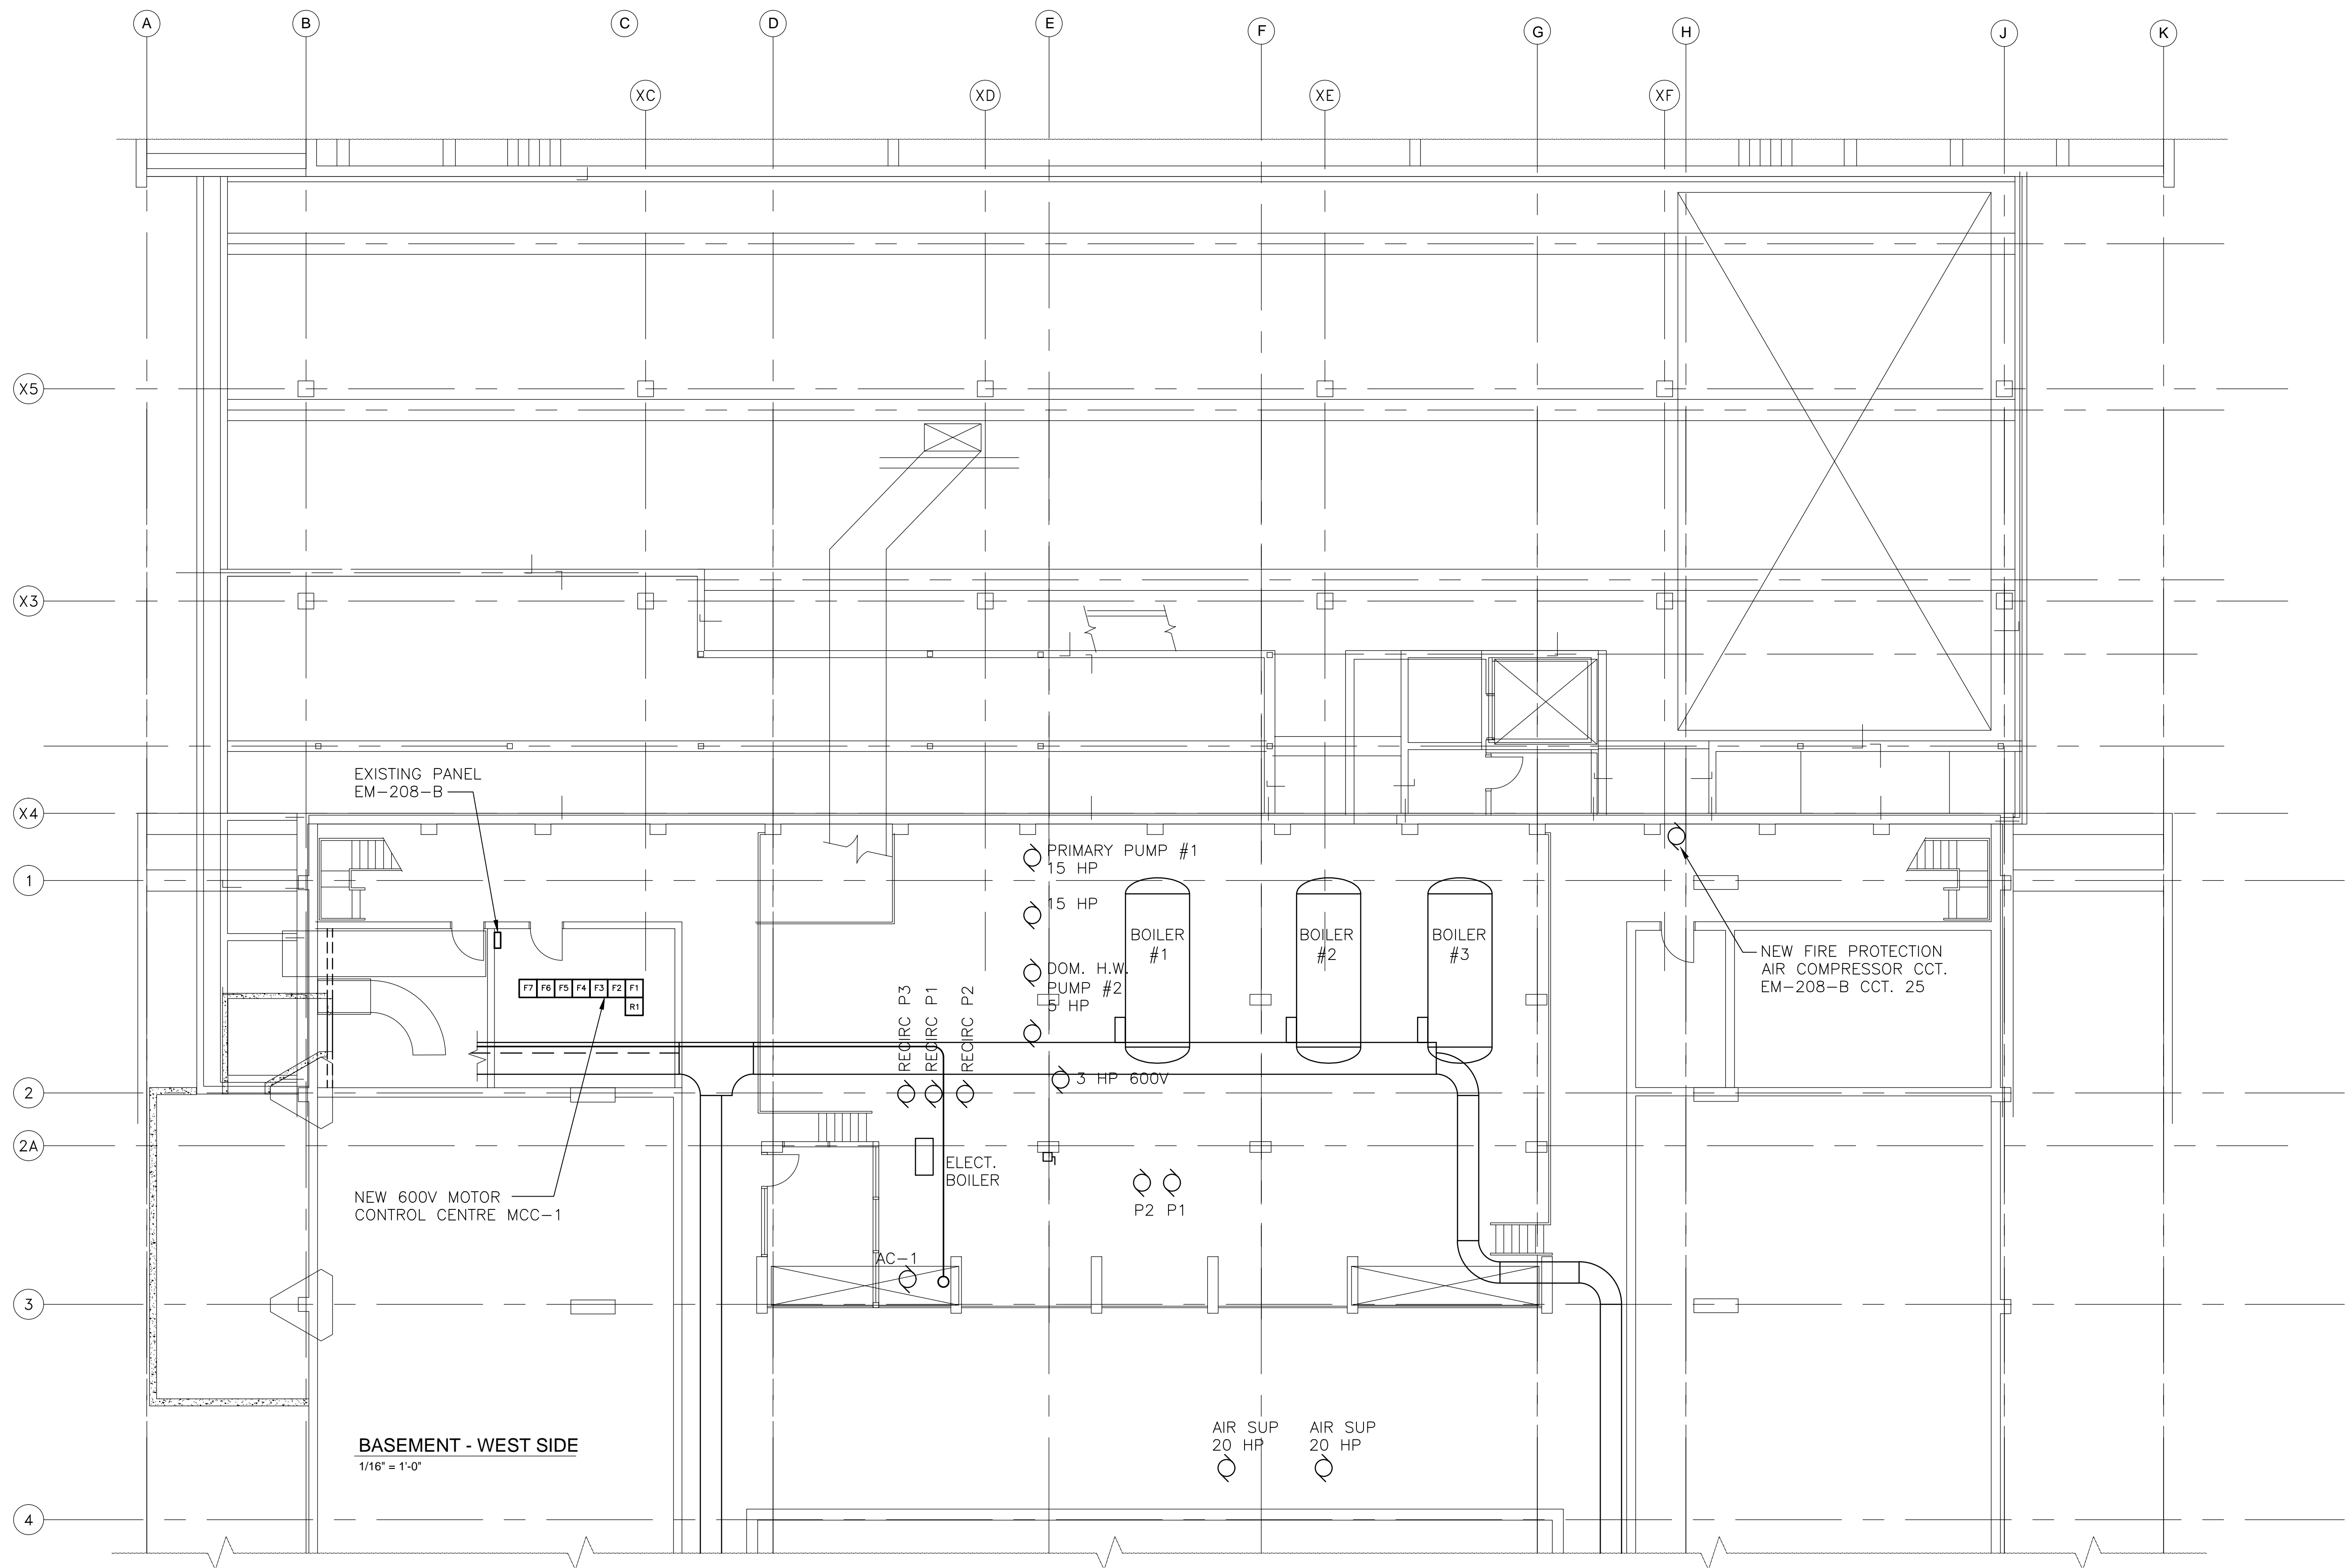 A
B
C
D
E
F
G
H
J
K
XC
XD
XE
XF
X5
X3
EXISTING PANEL
EM-208-B
X4
PRIMARY PUMP #1
15 HP
1
15 HP
BOILER
#1
BOILER
#2
BOILER
#3
NEW FIRE PROTECTION
AIR COMPRESSOR CCT.
EM-208-B CCT. 25
DOM. H.W.
PUMP #2
5 HP
F7 F6 F5 F4 F3 F2 F1
R1
RECIRC P3
RECIRC P1
RECIRC P2
3 HP 600V
2
2A
ELECT.
BOILER
NEW 600V MOTOR
CONTROL CENTRE MCC-1
P2 P1
AC-1
3
AIR SUP
20 HP
AIR SUP
20 HP
BASEMENT - WEST SIDE
1/16" = 1'-0"
4